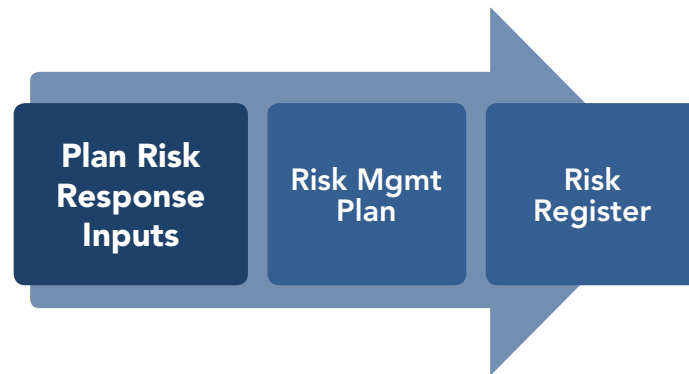 Plan Risk
Response
Inputs
Risk Mgmt
Plan
Risk
Register